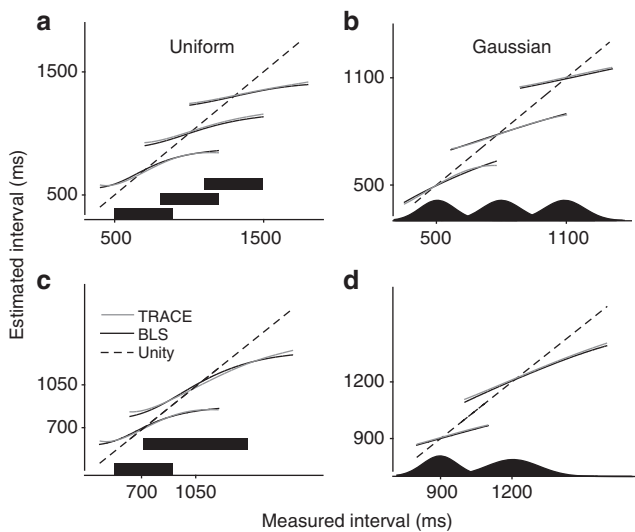 a
Uniform
b
Gaussian
1500
500
500
1500
1100
500
500
1100
Estimated interval (ms)
c
TRACE
BLS
Unity
1050
700
700
1050
d
1200
900
900
1200
Measured interval (ms)